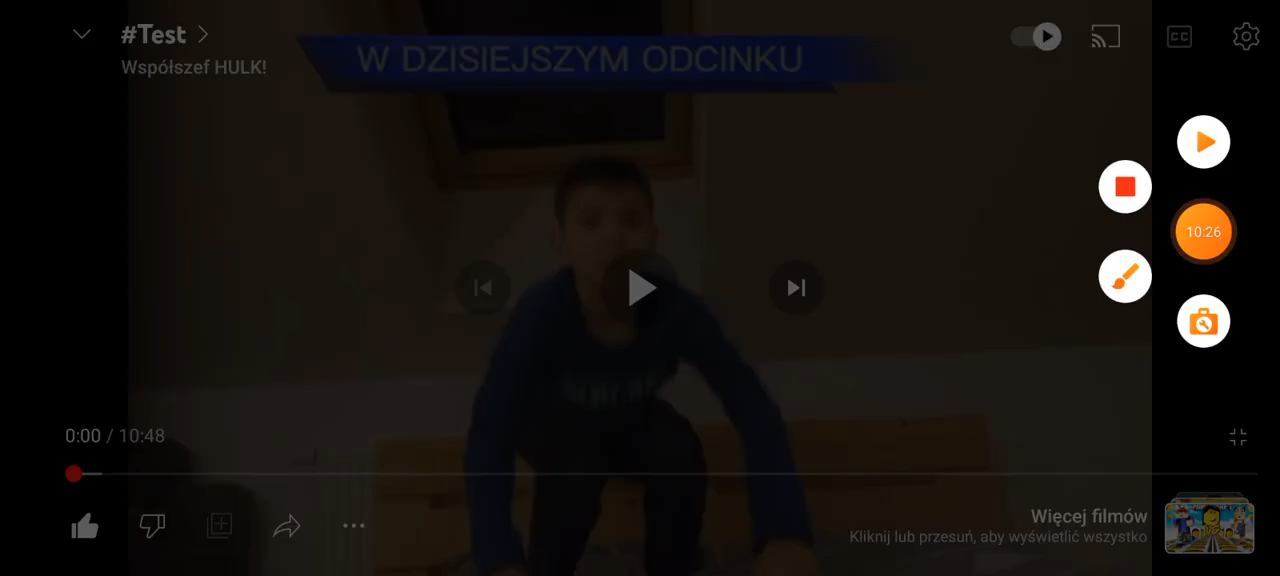 #Test
Współszef HULK!
W DZISIEJSZYM ODCINKU
CC
10:26
0:00 / 10:48
Więcej filmów
Kliknij lub przesuń, aby wyświetlić wszystko